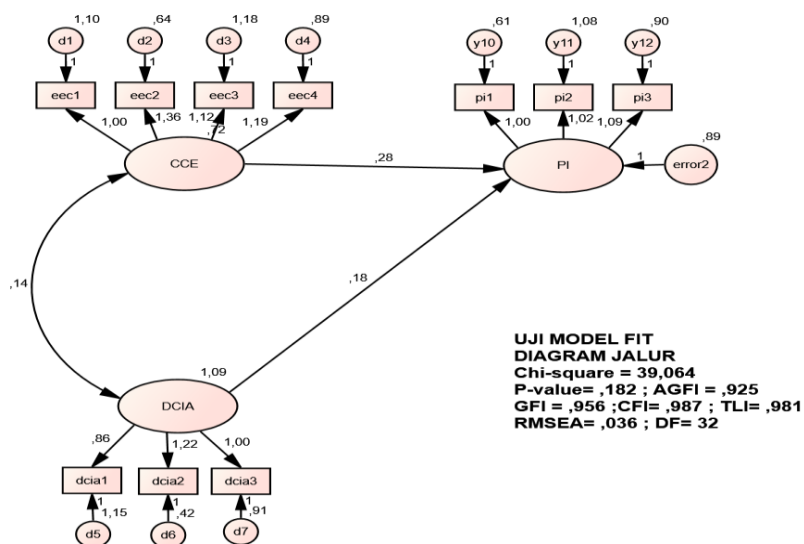 1,10 ,64 1,18 ,89 ,61 1,08 ,90
d1 d2 d3 d4 y10 y11 y12
1 1 1 1 1 1 1
eec1 eec2 eec3 eec4 pi1 pi2 pi3
1,00 1,36 1,12 1,19 1,00 1,02 1,09
,72 ,89
CCE ,28 PI 1 error2
,14 ,18
1,09
DCIA
UJI MODEL FIT
DIAGRAM JALUR
Chi-square = 39,064
P-value= ,182 ; AGFI = ,925
GFI = ,956 ;CFI= ,987 ; TLI= ,981
RMSEA= ,036 ; DF= 32
,86 1,22 1,00
dcia1 dcia2 dcia3
1 1 1
1,15 ,42 ,91
d5 d6 d7